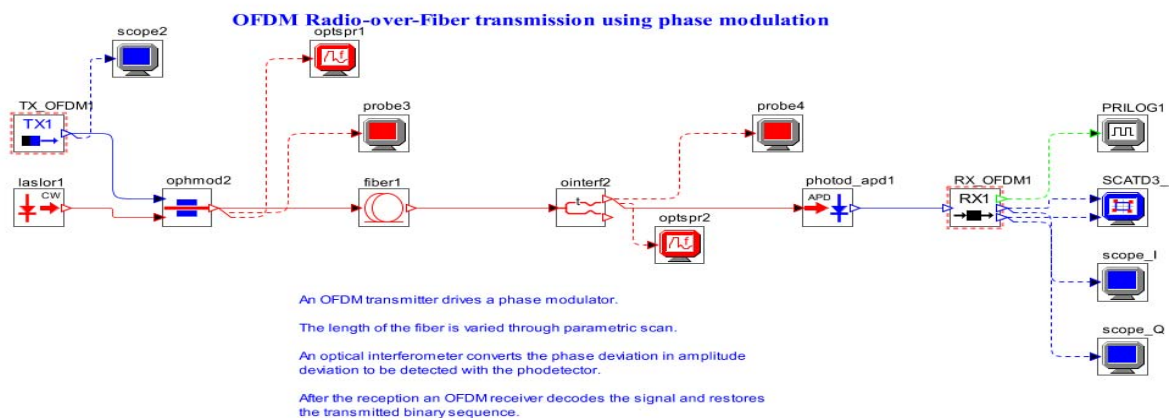 OFDM Radio-over-Fiber transmission using phase modulation
scope2
optspr1
TX_OFDM1
TX1
probe3
probe4
PRILOG1
laslor1
CW
ophmod2
fiber1
ointerf2
photod_apd1
APD
RX_OFDM1
RX1
SCATD3_
optspr2
scope_I
scope_Q
An OFDM transmitter drives a phase modulator.
The length of the fiber is varied through parametric scan.
An optical interferometer converts the phase deviation in amplitude
deviation to be detected with the phodetector.
After the reception an OFDM receiver decodes the signal and restores
the transmitted binary sequence.